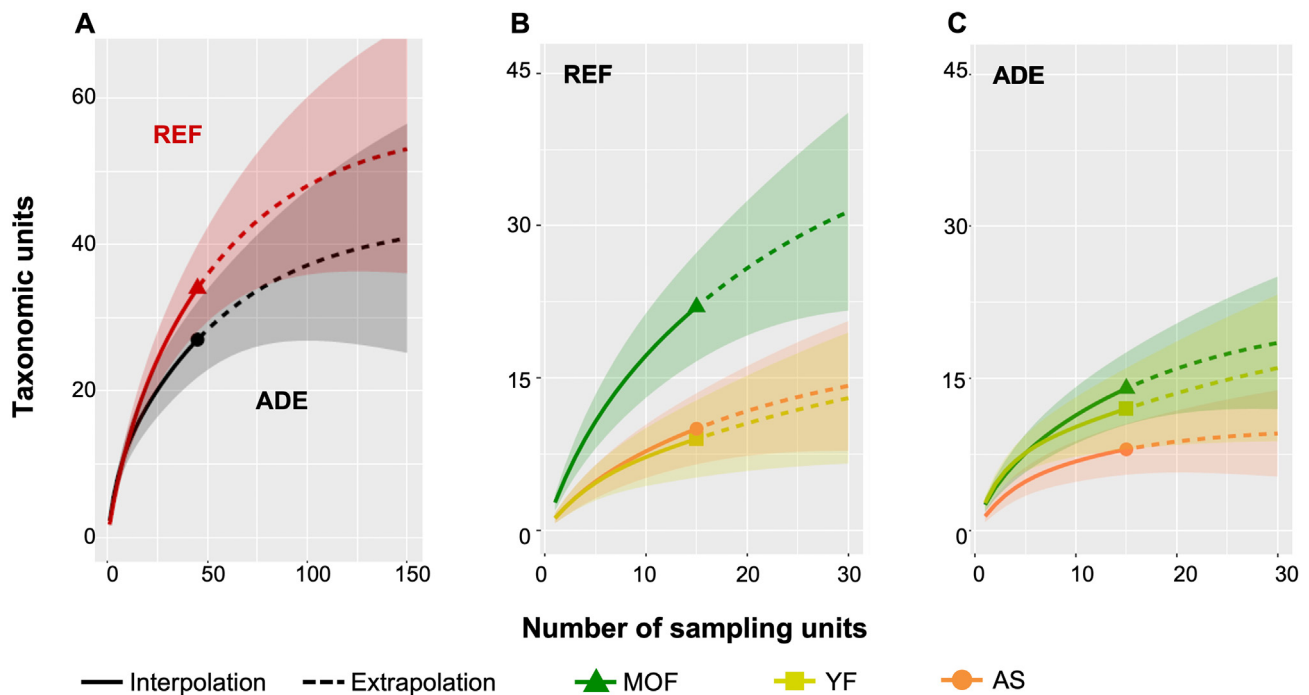 A
B
C
REF
ADE
60
40
20
0
0
50
100
150
REF
45
30
15
0
0
10
20
30
ADE
45
30
15
0
0
10
20
30
Taxonomic units
Number of sampling units
Interpolation
Extrapolation
MOF
YF
AS